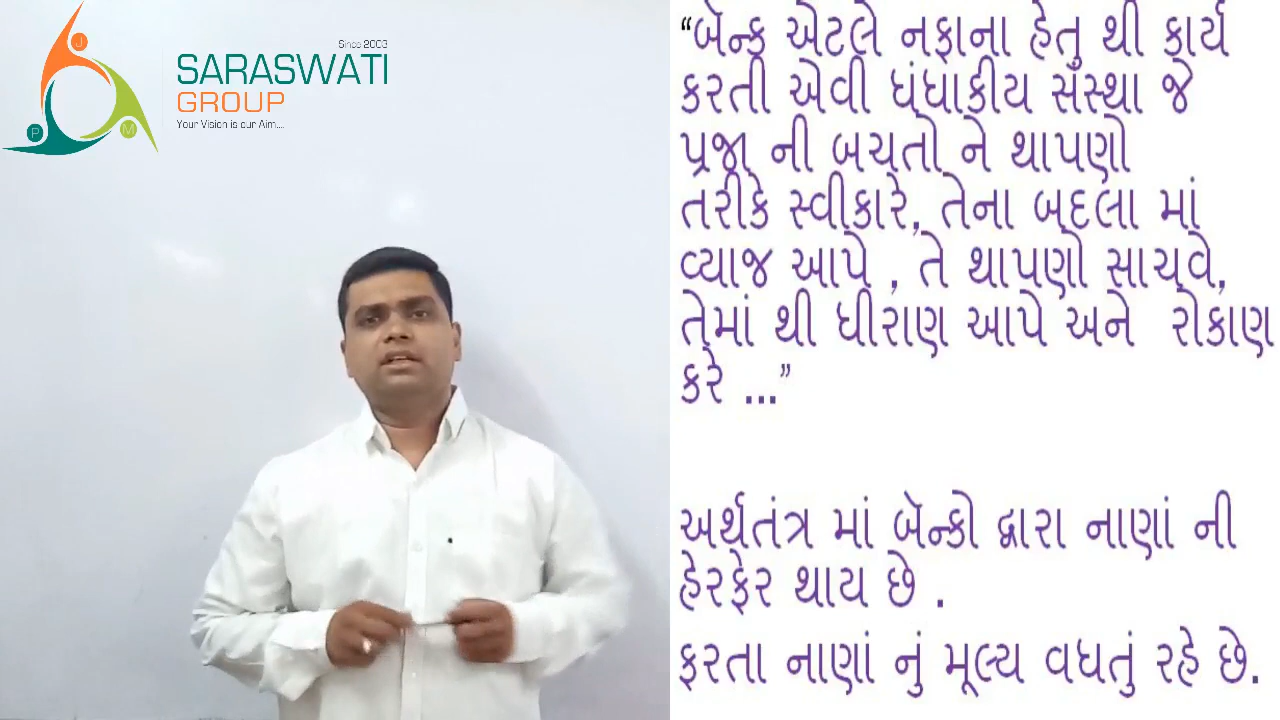 Since 2003
SARASWATI
GROUP
Your Vision is our Aim....
J
P
M
“બૅન્ક એટલે નફાના હેતુ થી કાર્ય
કરતી એવી ધંધાકીય સંસ્થા જે
પ્રજા ની બચતો ને થાપણો
તરીકે સ્વીકારે, તેના બદલા માં
વ્યાજ આપે , તે થાપણો સાચવે,
તેમાં થી ધીરાણ આપે અને રોકાણ
કરે ...”
અર્થતંત્ર માં બૅન્કો દ્વારા નાણાં ની
હેરફેર થાય છે .
ફરતા નાણાં નું મૂલ્ય વધતું રહે છે.